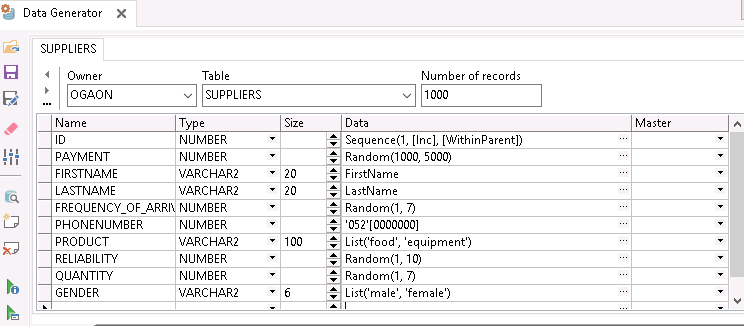 Data Generator
SUPPLIERS
Owner Table Number of records
OGAON SUPPLIERS 1000
Name Type Size Data Master
ID NUMBER Sequence(1, [Inc], [WithinParent])
PAYMENT NUMBER Random(1000, 5000)
FIRSTNAME VARCHAR2 20 FirstName
LASTNAME VARCHAR2 20 LastName
FREQUENCY_OF_ARRIV NUMBER Random(1, 7)
PHONENUMBER NUMBER '052'[0000000]
PRODUCT VARCHAR2 100 List('food', 'equipment')
RELIABILITY NUMBER Random(1, 10)
QUANTITY NUMBER Random(1, 7)
GENDER VARCHAR2 6 List('male', 'female')